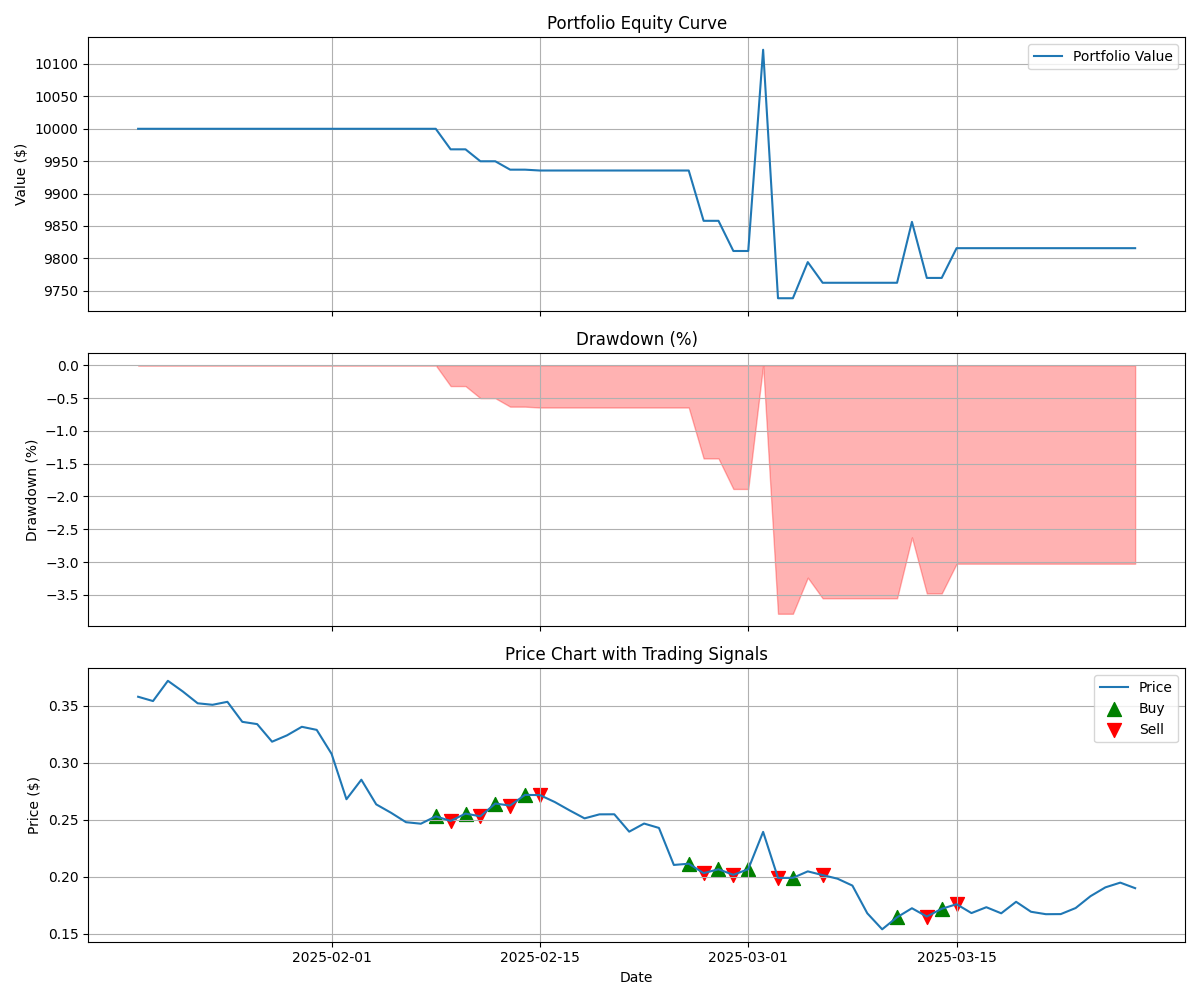 Portfolio Equity Curve
Value ($)
10100
10050
10000
9950
9900
9850
9800
9750
Portfolio Value
Drawdown (%)
Drawdown (%)
0.0
−0.5
−1.0
−1.5
−2.0
−2.5
−3.0
−3.5
Price Chart with Trading Signals
Price ($)
0.35
0.30
0.25
0.20
0.15
Price
Buy
Sell
2025-02-01 2025-02-15 2025-03-01 2025-03-15
Date